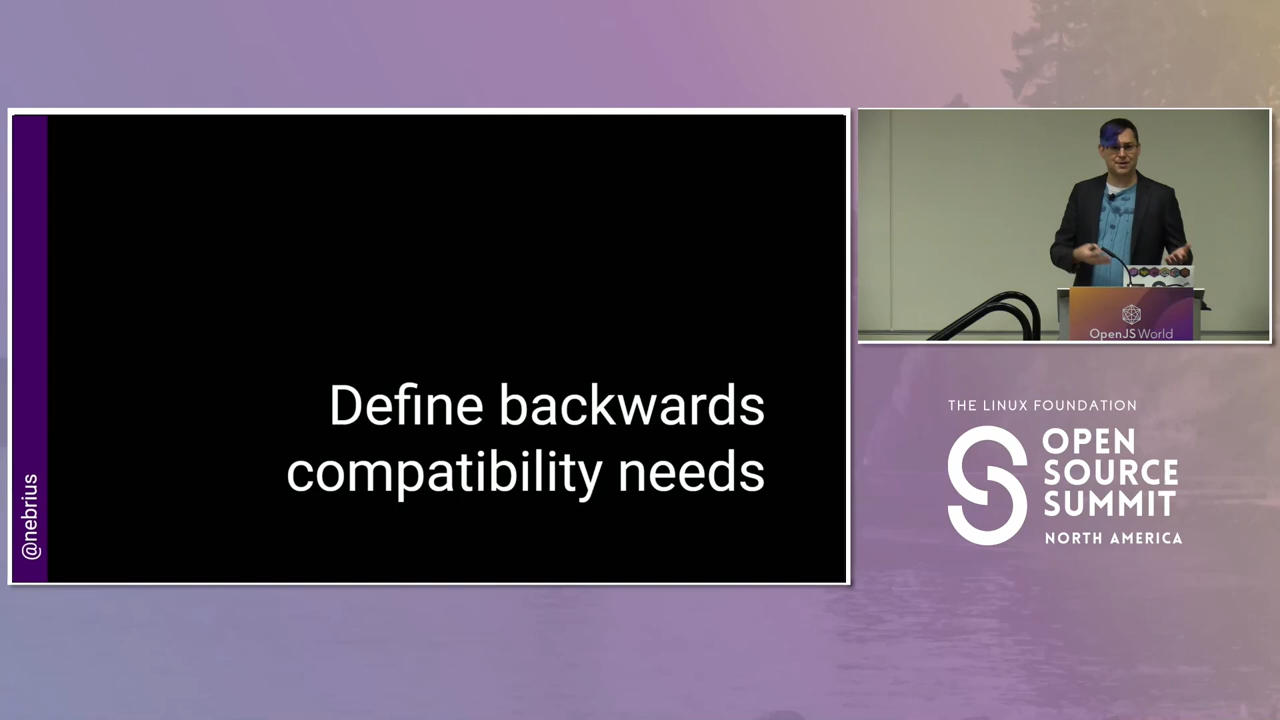 Define backwards
compatibility needs
@nebrius
OpenJS World
THE LINUX FOUNDATION
OPEN
SOURCE
SUMMIT
NORTH AMERICA